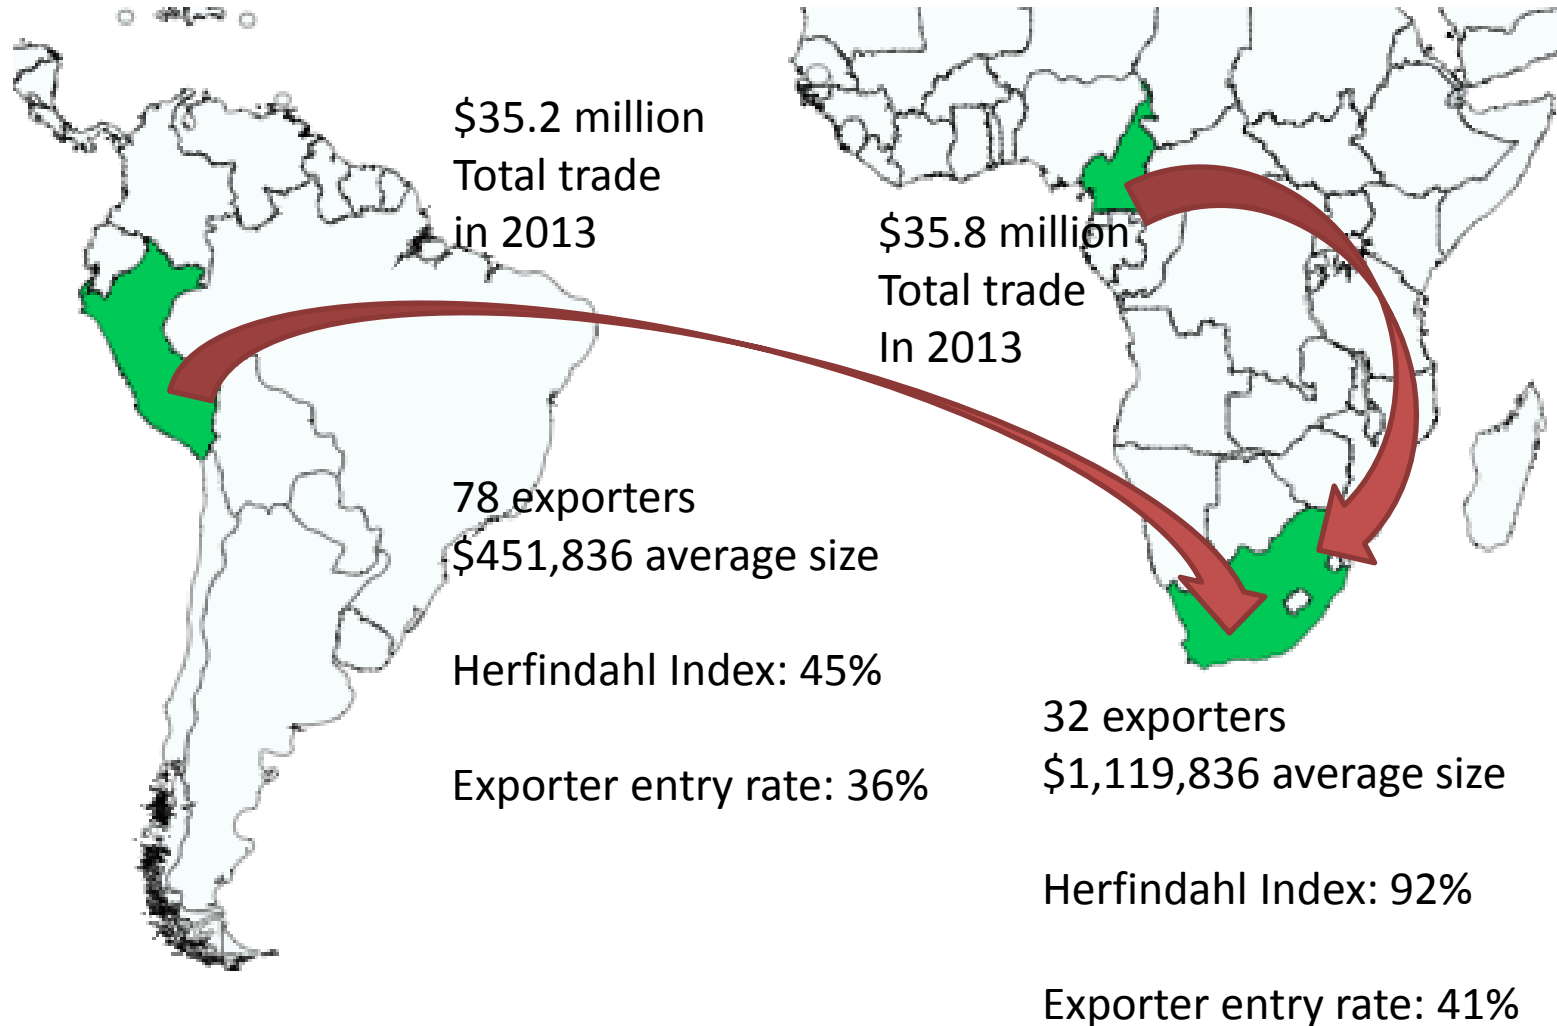 $35.2 million
Total trade
in 2013
$35.8 million
Total trade
In 2013
78 exporters
$451,836 average size
Herfindahl Index: 45%
Exporter entry rate: 36%
32 exporters
$1,119,836 average size
Herfindahl Index: 92%
Exporter entry rate: 41%